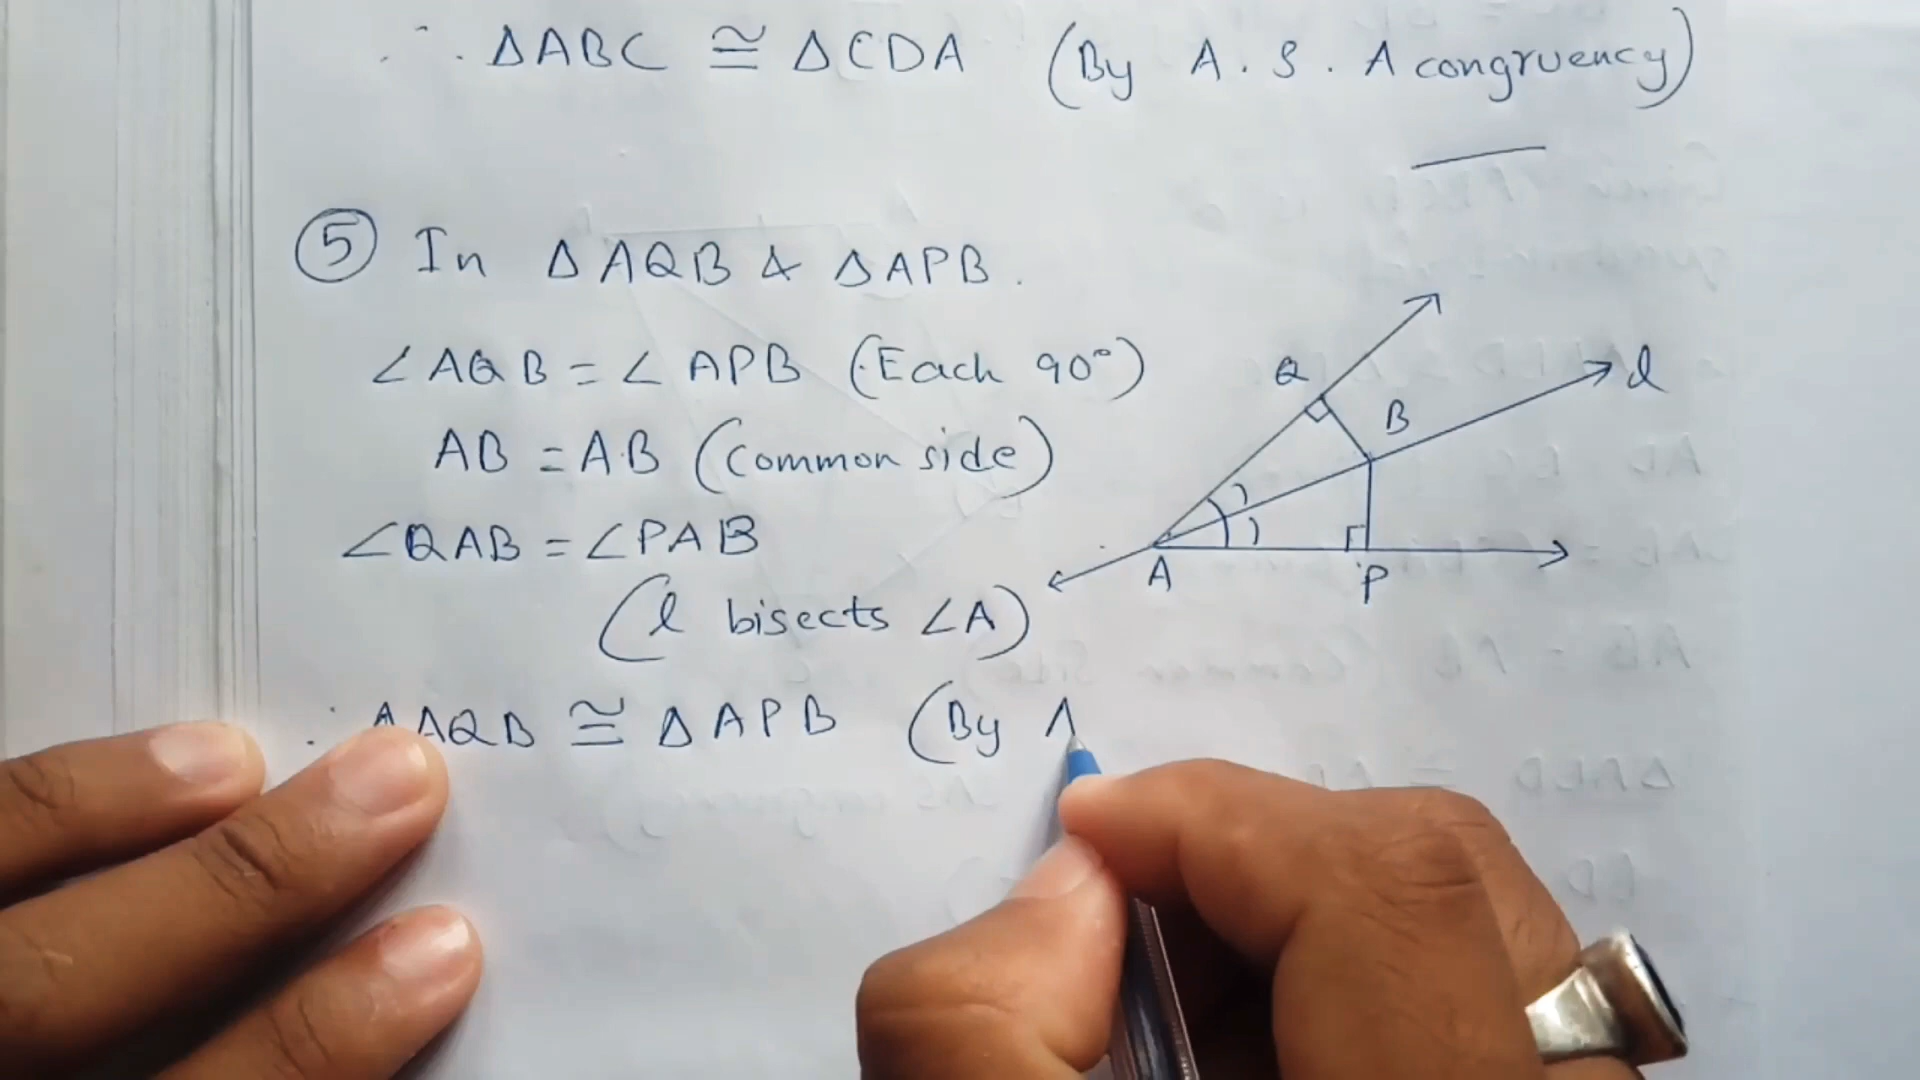 ∴ ΔABC ≅ ΔCDA (By A.S.A congruency)
⑤ In ΔAQB & ΔAPB.
∠AQB = ∠APB (Each 90°)
AB = AB (Common side)
∠QAB = ∠PAB
(l bisects ∠A)
∴ ΔAQB ≅ ΔAPB (By A
Q
B
l
A
P